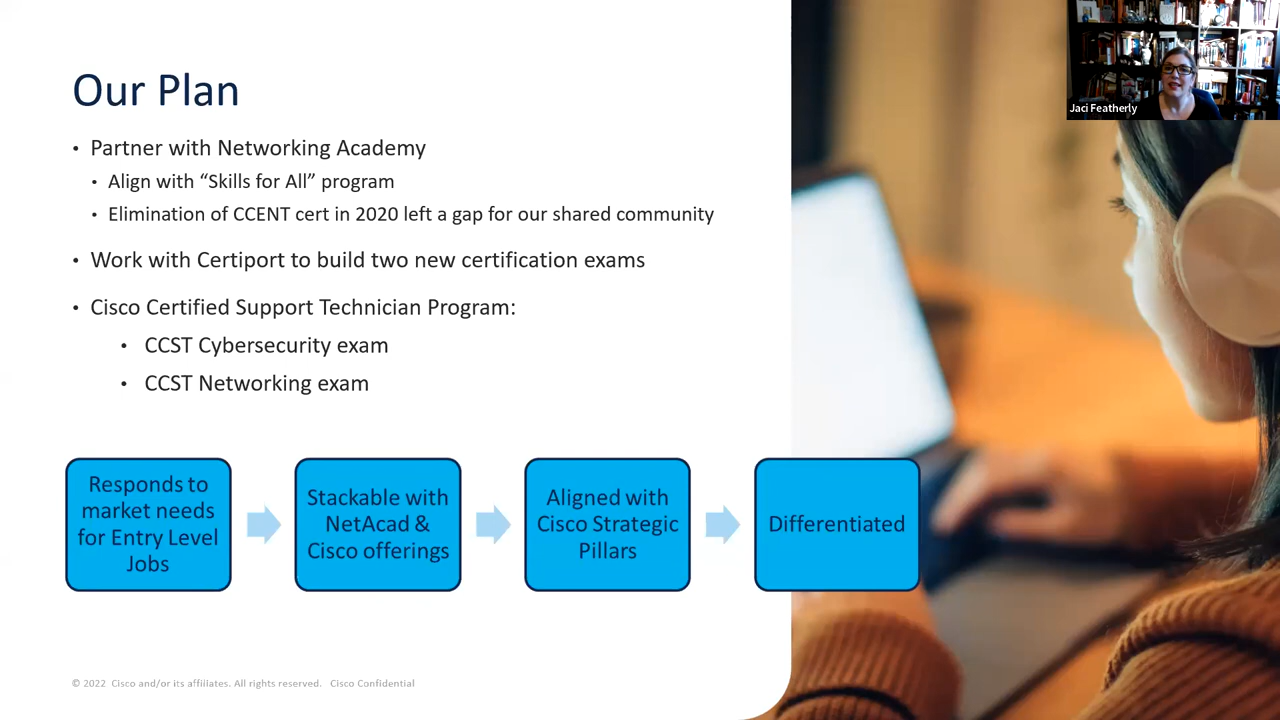 Our Plan
• Partner with Networking Academy
• Align with “Skills for All” program
• Elimination of CCENT cert in 2020 left a gap for our shared community
• Work with Certiport to build two new certification exams
• Cisco Certified Support Technician Program:
• CCST Cybersecurity exam
• CCST Networking exam
Responds to
market needs
for Entry Level
Jobs
Stackable with
NetAcad &
Cisco offerings
Aligned with
Cisco Strategic
Pillars
Differentiated
© 2022 Cisco and/or its affiliates. All rights reserved. Cisco Confidential
Jaci Featherly